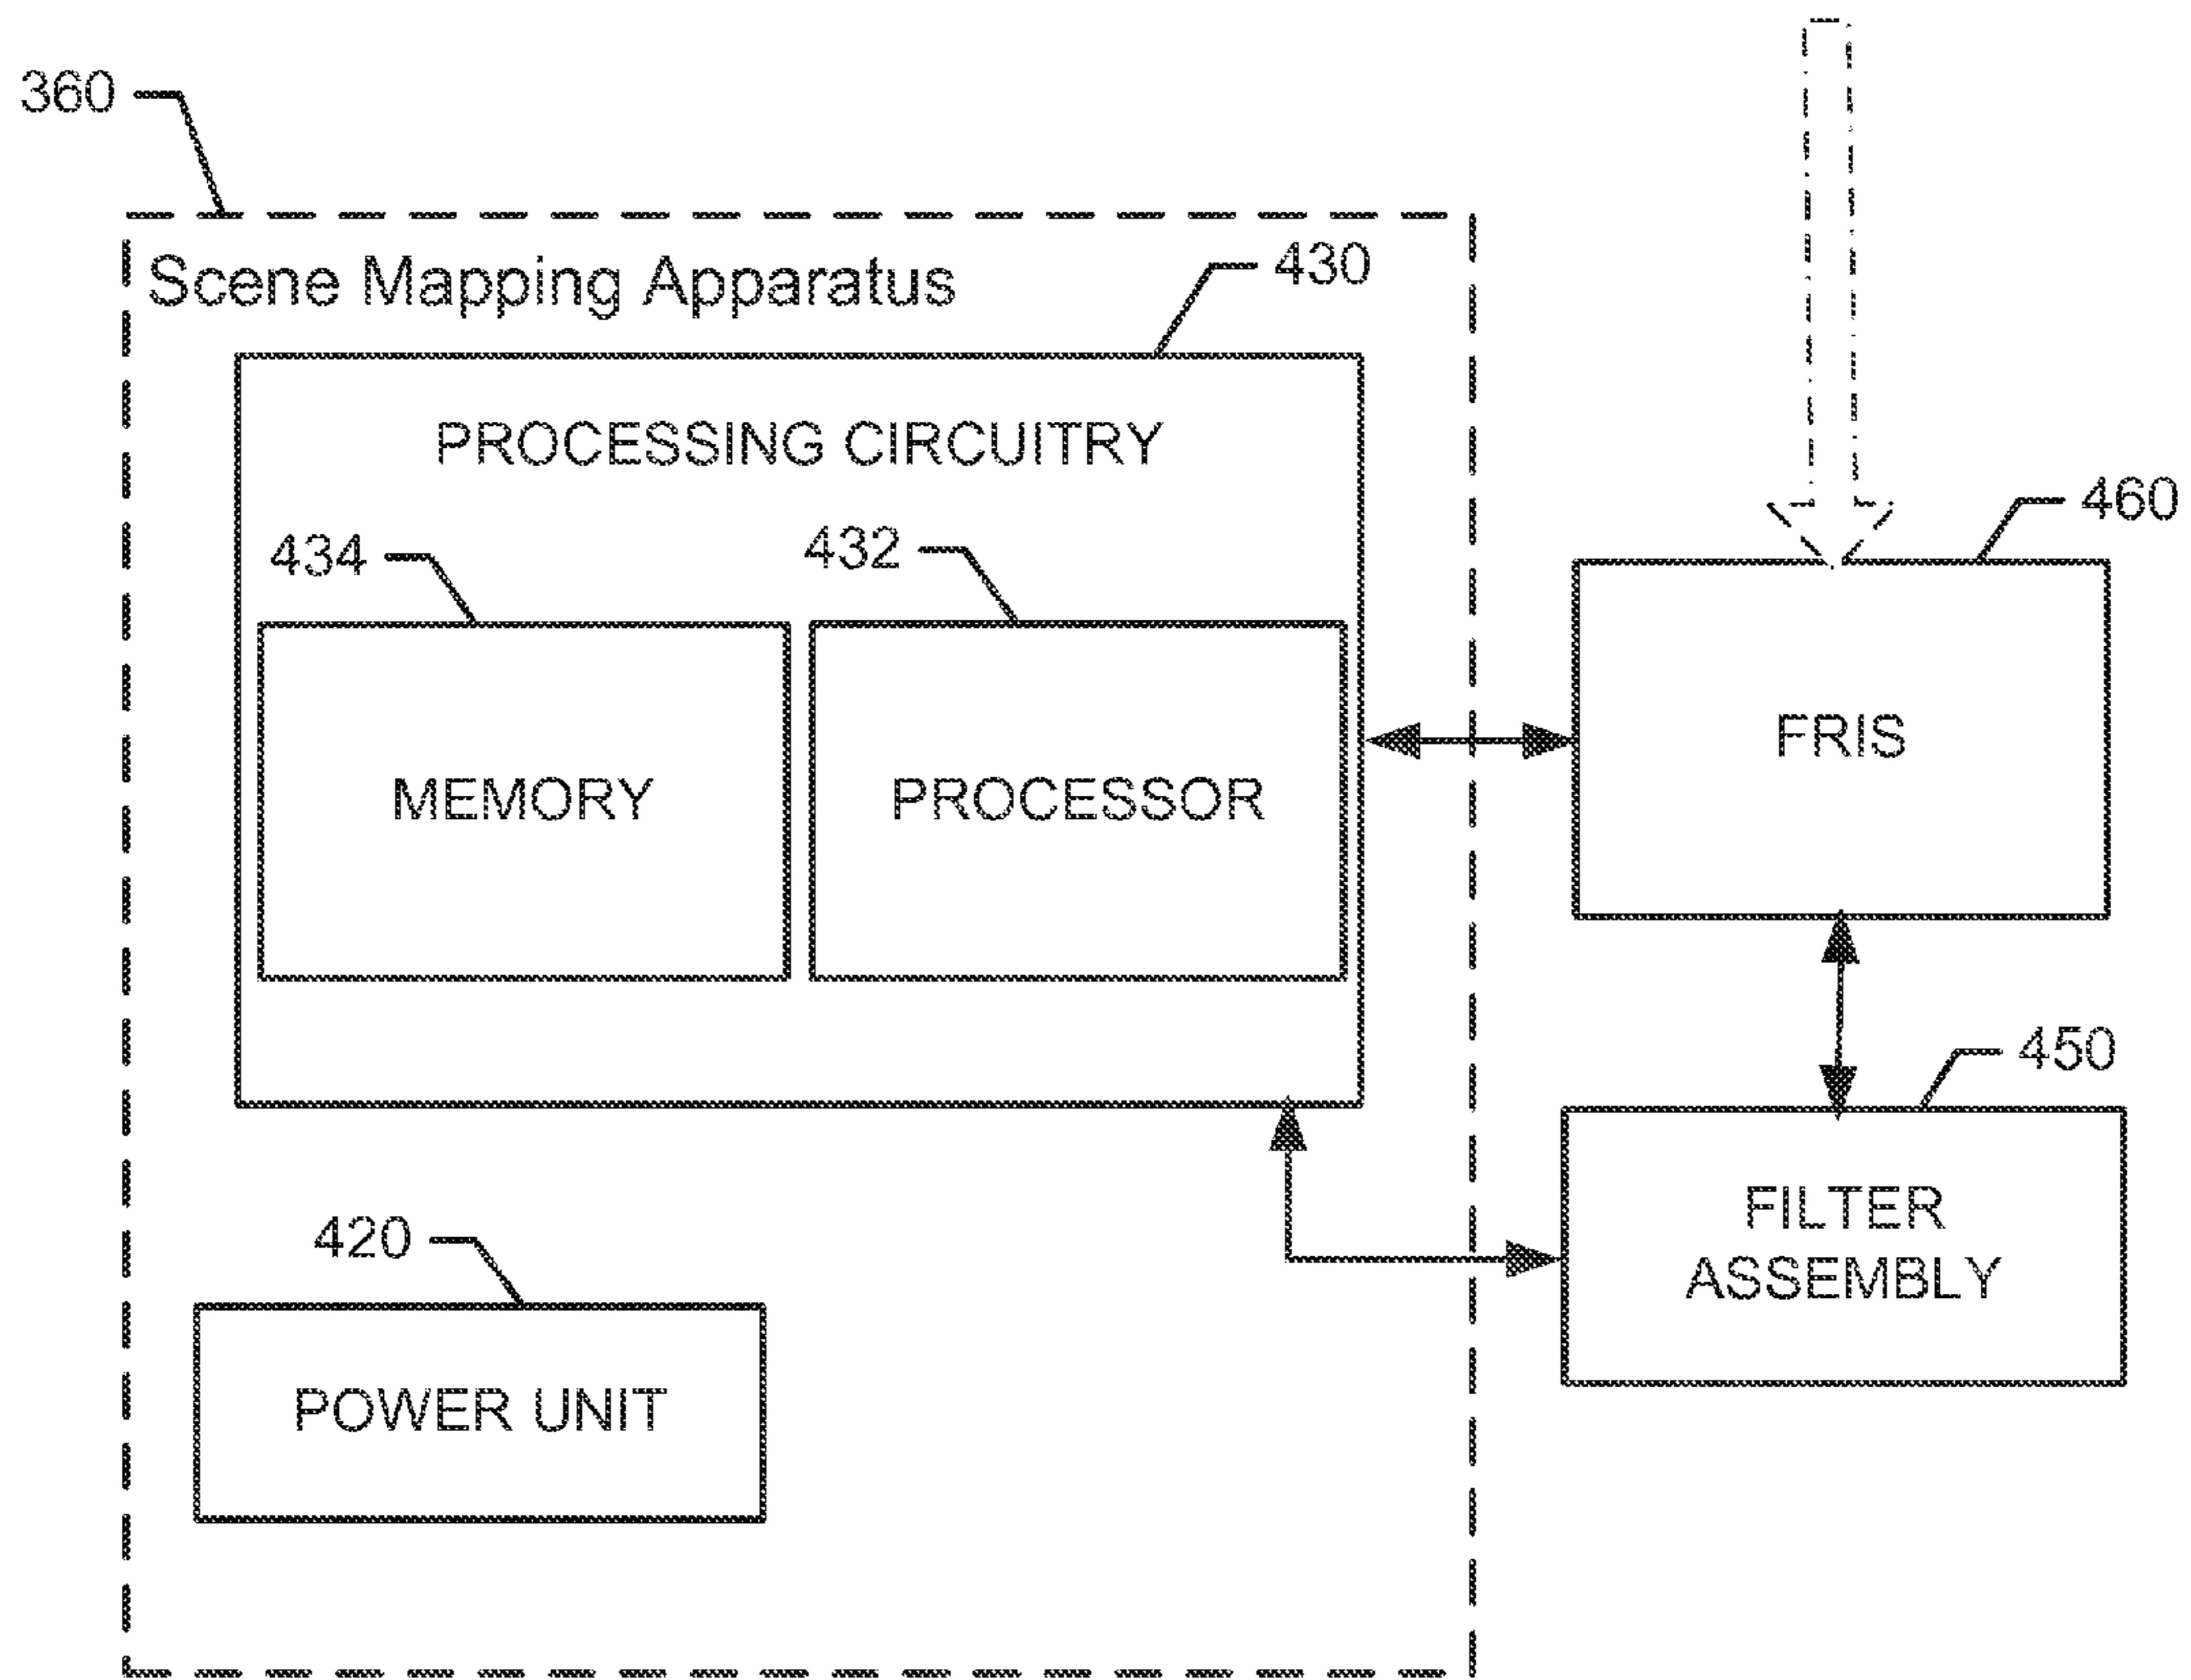 360
Scene Mapping Apparatus
430
PROCESSING CIRCUITRY
460
434
432
MEMORY
PROCESSOR
FRIS
450
420
FILTER
ASSEMBLY
POWER UNIT